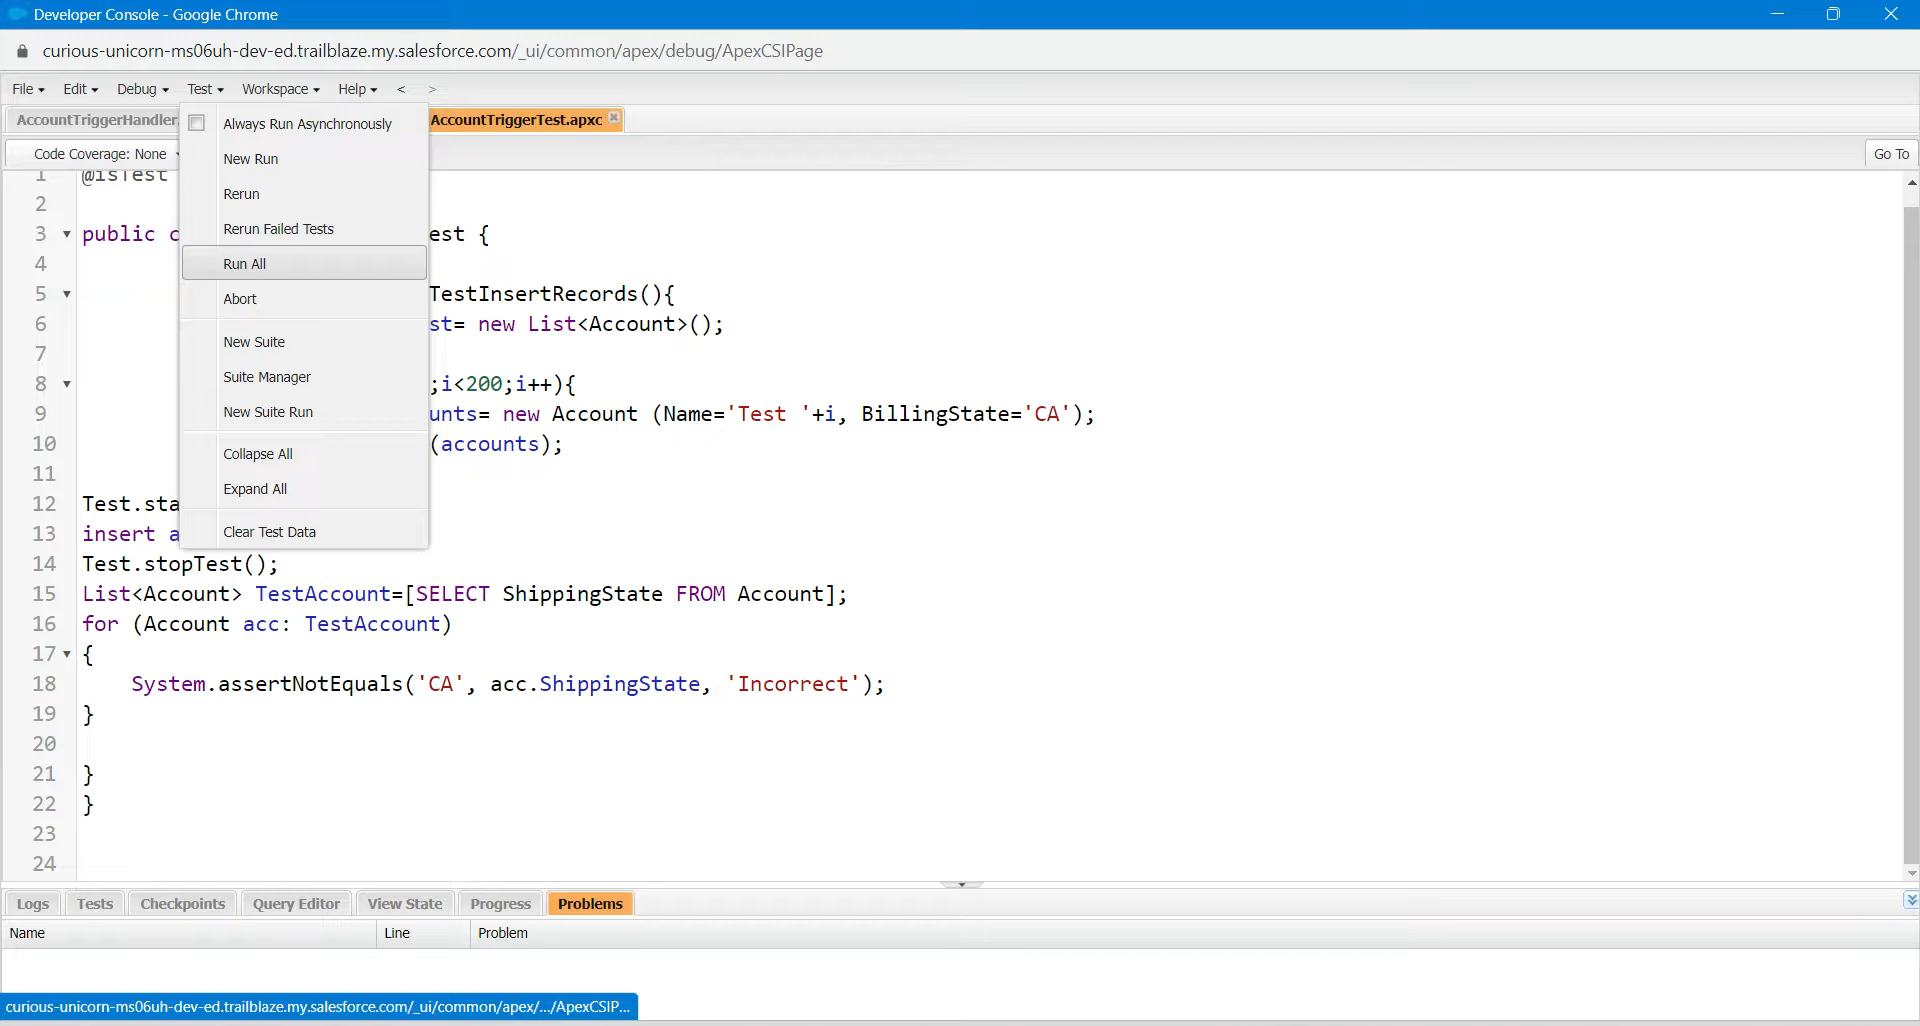 Developer Console - Google Chrome
curious-unicorn-ms06uh-dev-ed.trailblaze.my.salesforce.com/_ui/common/apex/debug/ApexCSIPage
File Edit Debug Test Workspace Help < >
AccountTriggerHandler. AccountTriggerTest.apxc
Code Coverage: None Go To
Always Run Asynchronously
New Run
Rerun
Rerun Failed Tests
Run All
Abort
New Suite
Suite Manager
New Suite Run
Collapse All
Expand All
Clear Test Data
1 @isTest
2
3 public c est {
4
5 TestInsertRecords(){
6 st= new List<Account>();
7
8 ;i<200;i++){
9 unts= new Account (Name='Test '+i, BillingState='CA');
10 (accounts);
11
12 Test.sta
13 insert a
14 Test.stopTest();
15 List<Account> TestAccount=[SELECT ShippingState FROM Account];
16 for (Account acc: TestAccount)
17 {
18 System.assertNotEquals('CA', acc.ShippingState, 'Incorrect');
19 }
20
21 }
22 }
23
24
Logs Tests Checkpoints Query Editor View State Progress Problems
Name Line Problem
curious-unicorn-ms06uh-dev-ed.trailblaze.my.salesforce.com/_ui/common/apex/.../ApexCSIP...